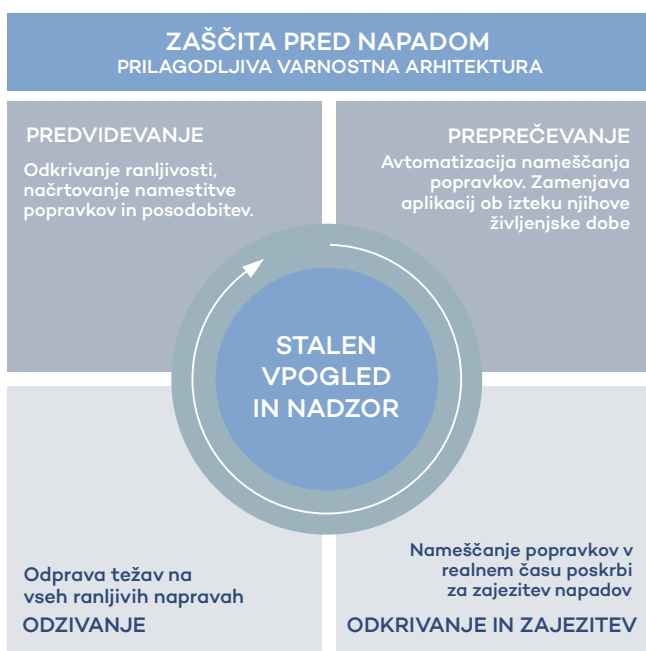 ZAŠČITA PRED NAPADOM
PRILAGODLJIVA VARNOSTNA ARHITEKTURA
PREDVIDEVANJE
Odkrivanje ranljivosti,
načrtovanje namestitve
popravkov in posodobitev.
PREPREČEVANJE
Avtomatizacija nameščanja
popravkov. Zamenjava
aplikacij ob izteku njihove
življenjske dobe
STALEN
VPOGLED
IN NADZOR
Odprava težav na
vseh ranljivih napravah
ODZIVANJE
Nameščanje popravkov v
realnem času poskrbi
za zajezitev napadov
ODKRIVANJE IN ZAJEZITEV